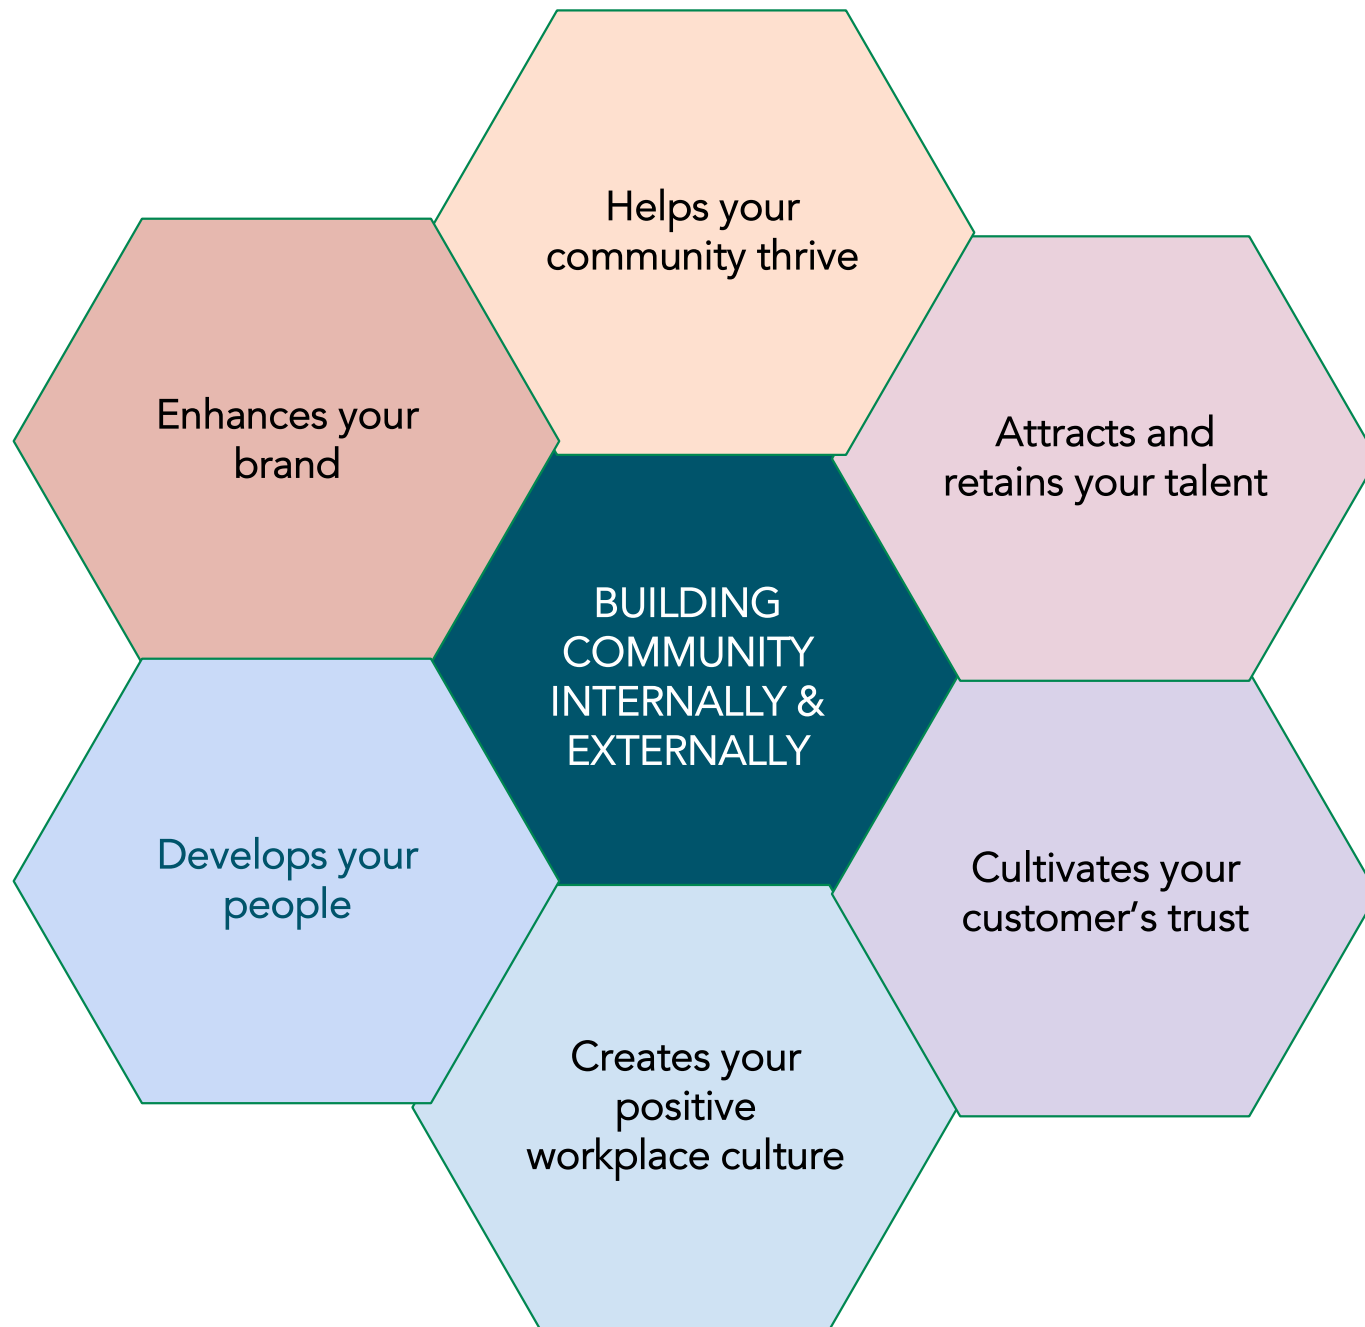 Helps your
community thrive
Enhances your
brand
Attracts and
retains your talent
BUILDING
COMMUNITY
INTERNALLY &
EXTERNALLY
Develops your
people
Cultivates your
customer’s trust
Creates your
positive
workplace culture